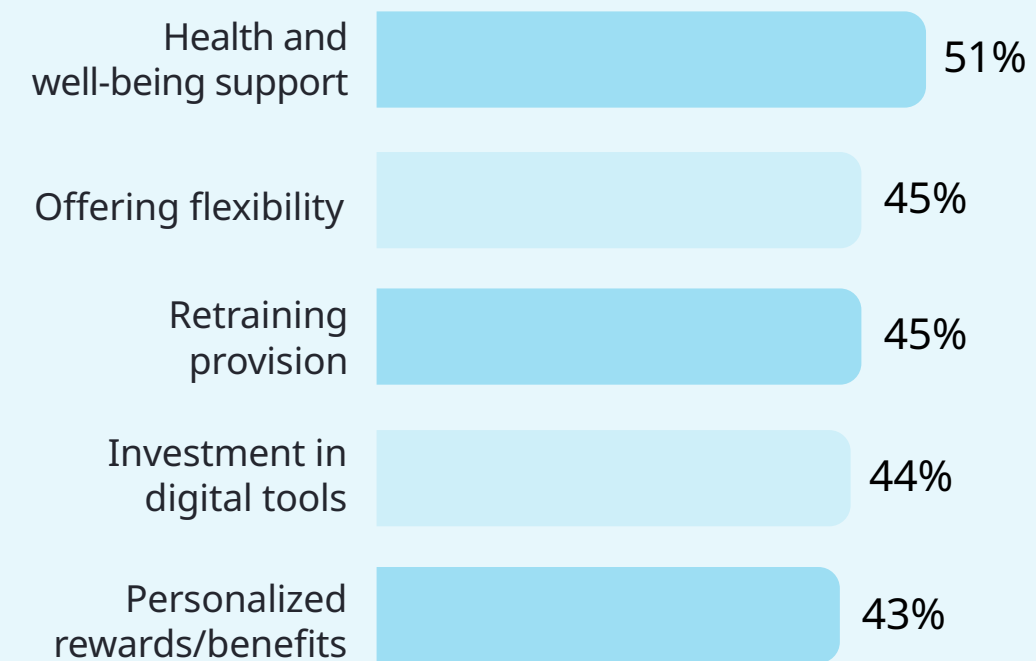 Health and
well-being support
51%
Offering flexibility
45%
Retraining
provision
45%
Investment in
digital tools
44%
Personalized
rewards/benefits
43%